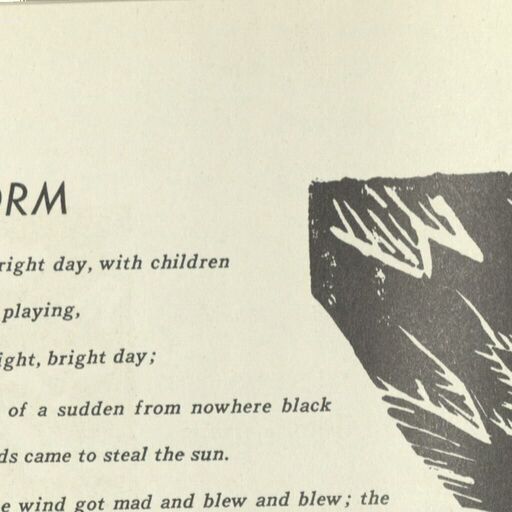 ORM
right day, with children
playing,
ight, bright day;
of a sudden from nowhere black
ds came to steal the sun.
e wind got mad and blew and blew; the